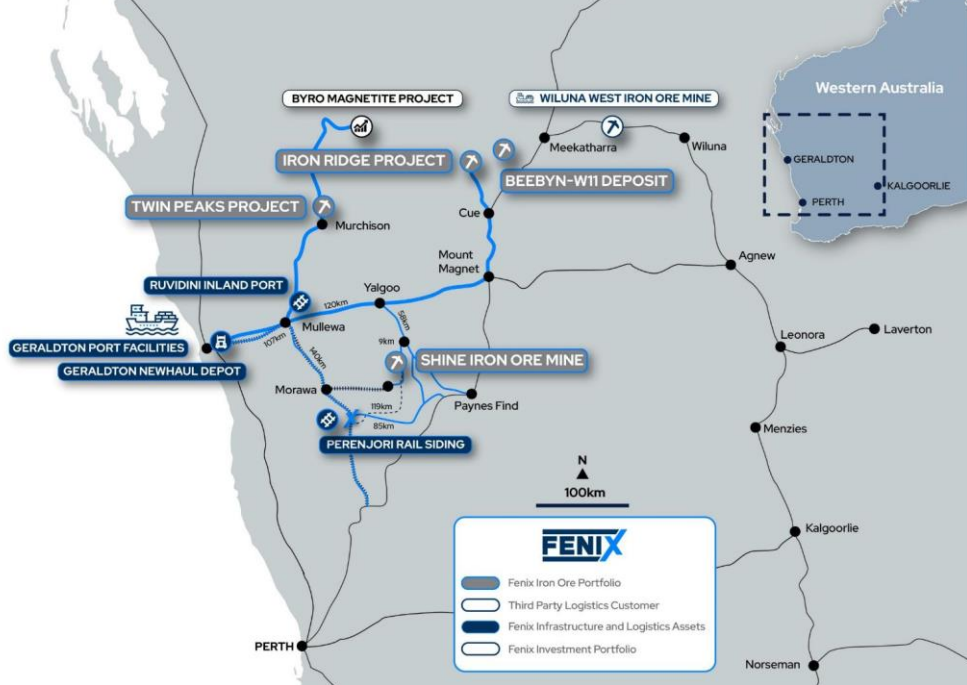 BYRO MAGNETITE PROJECT
WILUNA WEST IRON ORE MINE
Western Australia
Meekatharra
Wiluna
IRON RIDGE PROJECT
BEEBYN-W11 DEPOSIT
GERALDTON
KALGOORLIE
PERTH
TWIN PEAKS PROJECT
Murchison
Cue
Mount
Magnet
Agnew
RUVIDINI INLAND PORT
Yalgoo
120km
Mullewa
58km
GERALDTON PORT FACILITIES
107km
9km
Leonora
Laverton
GERALDTON NEWHAUL DEPOT
140km
SHINE IRON ORE MINE
Morawa
119km
Paynes Find
85km
PERENJORI RAIL SIDING
Menzies
N
100km
Kalgoorlie
FENIX
Fenix Iron Ore Portfolio
Third Party Logistics Customer
Fenix Infrastructure and Logistics Assets
Fenix Investment Portfolio
PERTH
Norseman